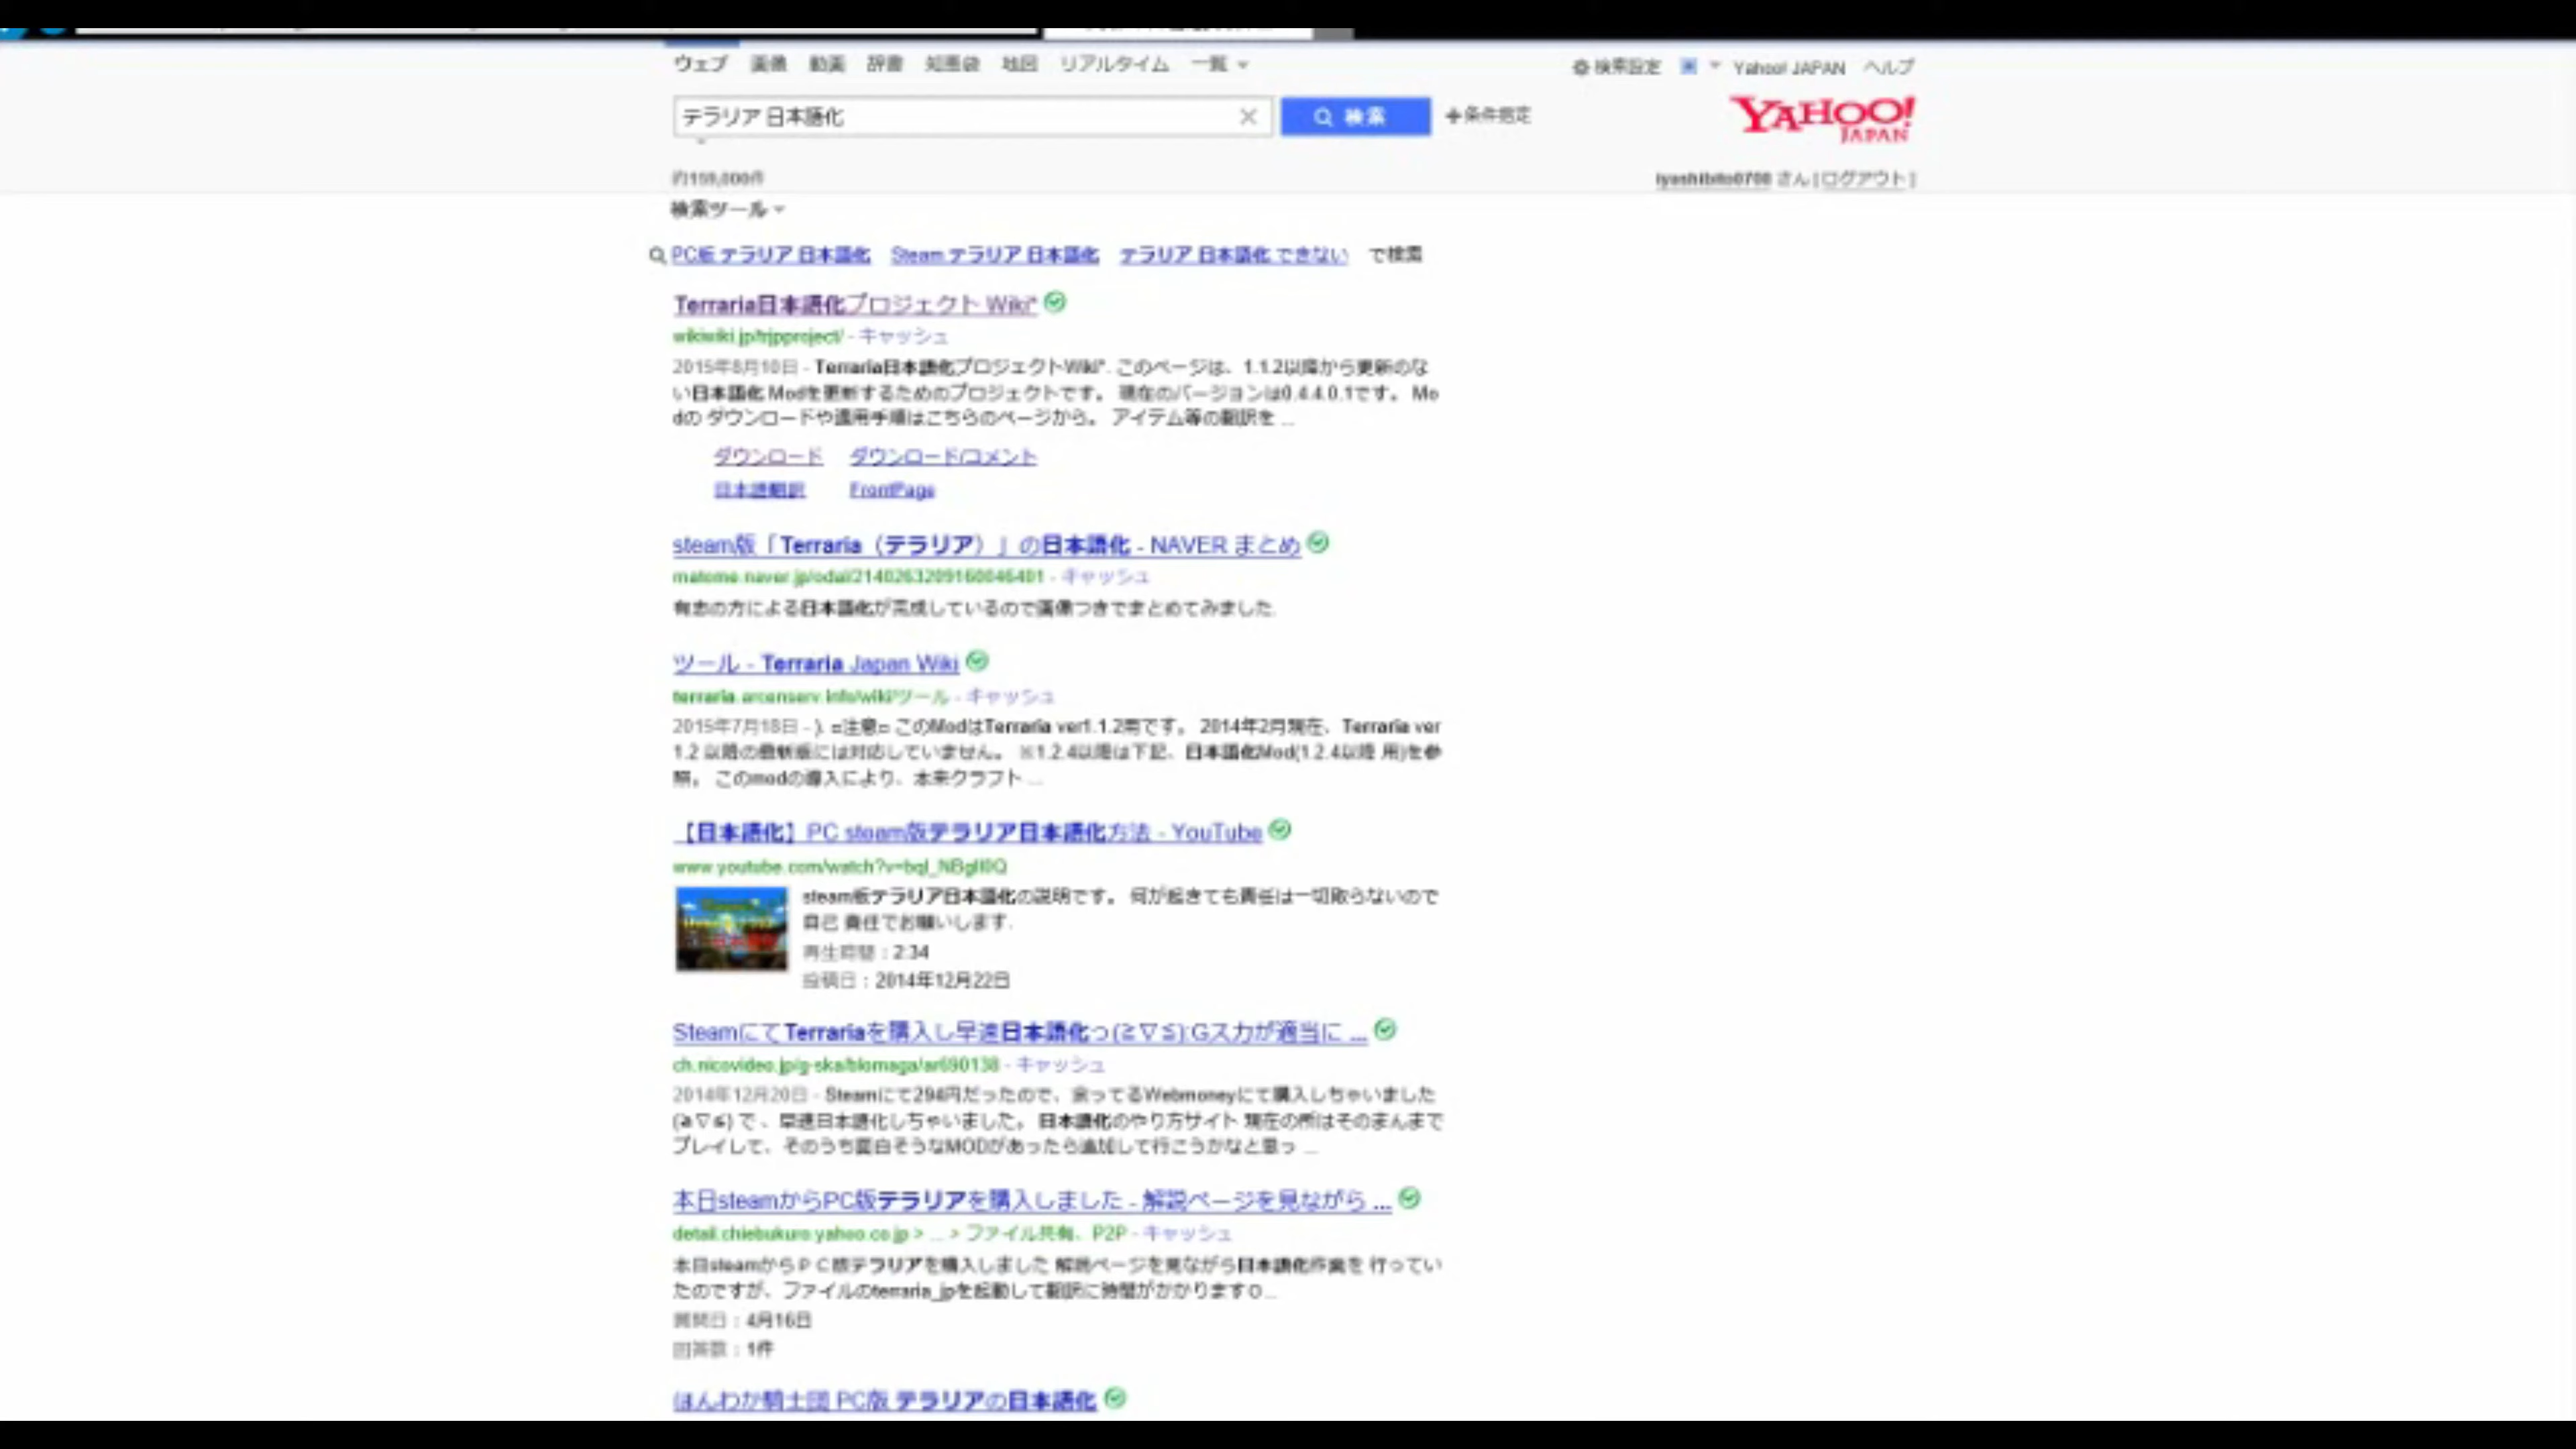 ウェブ 画像 動画 辞書 知恵袋 地図 リアルタイム 一覧
検索設定 Yahoo! JAPAN ヘルプ
テラリア 日本語化
検索
+条件指定
YAHOO!
JAPAN
約159,000件
さん [ログアウト]
検索ツール
PC版 テラリア 日本語化 Steam テラリア 日本語化 テラリア 日本語化 できない で検索
Terraria日本語化プロジェクト Wiki*
wikiwiki.jp/trjpproject/ - キャッシュ
2015年8月10日 - Terraria日本語化プロジェクトWiki*. このページは、1.1.2以降から更新のな
い日本語化 Modを更新するためのプロジェクトです。 現在のバージョンは0.4.4.0.1です。 Mo
dの ダウンロードや適用手順はこちらのページから。 アイテム等の翻訳を ...
ダウンロード ダウンロード/コメント
日本語翻訳 FrontPage
steam版「Terraria（テラリア）」の日本語化 - NAVER まとめ
matome.naver.jp/odai/2140263209160046401 - キャッシュ
有志の方による日本語化が完成しているので画像つきでまとめてみました.
ツール - Terraria Japan Wiki
terraria.arcenserv.info/wiki/ツール - キャッシュ
2015年7月18日 - ). ¤注意¤ このModはTerraria ver1.1.2用です。 2014年2月現在、Terraria ver
1.2 以降の最新版には対応していません。 ※1.2.4以降は下記、日本語化Mod(1.2.4以降 用)を参
照。 このmodの導入により、本来クラフト ...
【日本語化】PC steam版テラリア日本語化方法 - YouTube
www.youtube.com/watch?v=
steam版テラリア日本語化の説明です。 何が起きても責任は一切取らないので
自己 責任でお願いします.
再生時間：2:34
投稿日：2014年12月22日
SteamにてTerrariaを購入し早速日本語化っ(≧▽≦):Gスカが適当に ...
ch.nicovideo.jp/g-ska/blomaga/ar690138 - キャッシュ
2014年12月20日 - Steamにて294円だったので、余ってるWebmoneyにて購入しちゃいました
(≧▽≦) で 、早速日本語化しちゃいました。 日本語化のやり方サイト 現在の所はそのまんまで
プレイして、そのうち面白そうなMODがあったら追加して行こうかなと思っ ...
本日steamからPC版テラリアを購入しました - 解説ページを見ながら ...
detail.chiebukuro.yahoo.co.jp > ... > ファイル共有、P2P - キャッシュ
本日steamからＰＣ版テラリアを購入しました 解説ページを見ながら日本語化作業を 行ってい
たのですが、ファイルのterraria_jpを起動して翻訳に時間がかかります○...
質問日：4月16日
回答数：1件
ほんわか騎士団 PC版 テラリアの日本語化